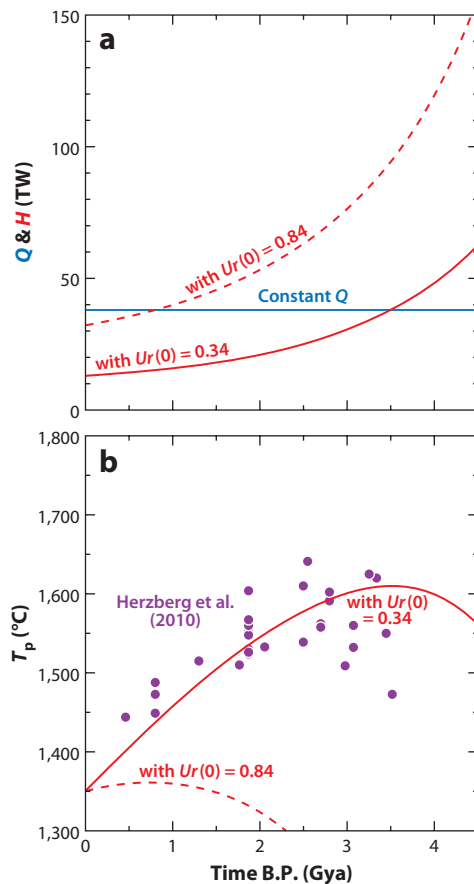 a
150
100
50
0
Q & H (TW)
with Ur(0) = 0.84
Constant Q
with Ur(0) = 0.34
b
1,800
1,700
1,600
1,500
1,400
1,300
Tp (°C)
Herzberg et al.
(2010)
with Ur(0)
= 0.34
with Ur(0) = 0.84
0
1
2
3
4
Time B.P. (Gya)